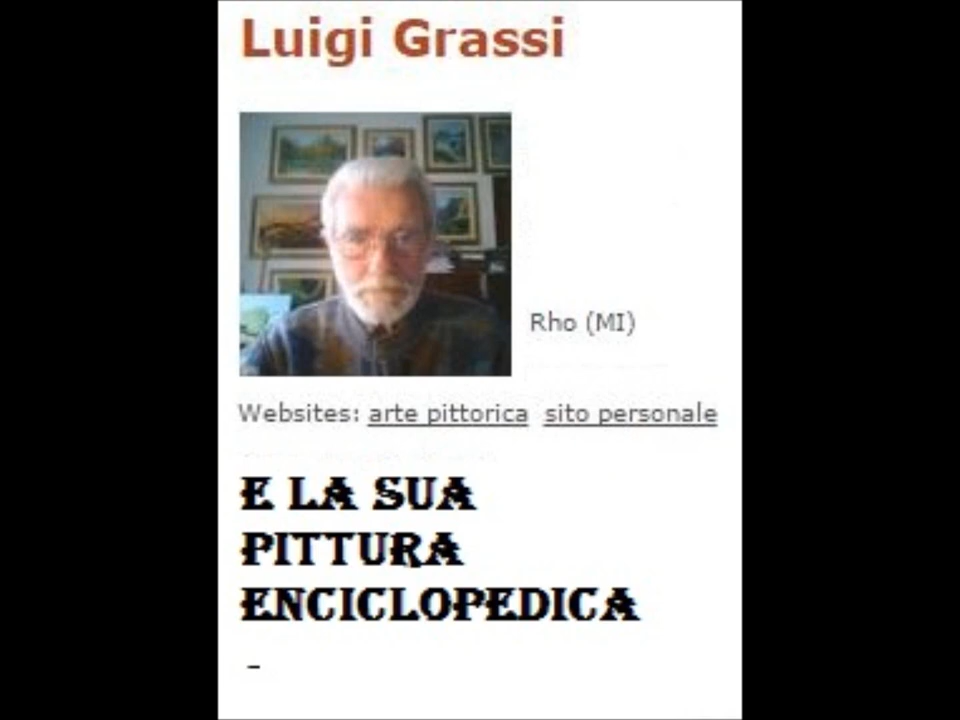 Luigi Grassi
Rho (MI)
Websites: arte pittorica sito personale
E LA SUA
PITTURA
ENCICLOPEDICA
-